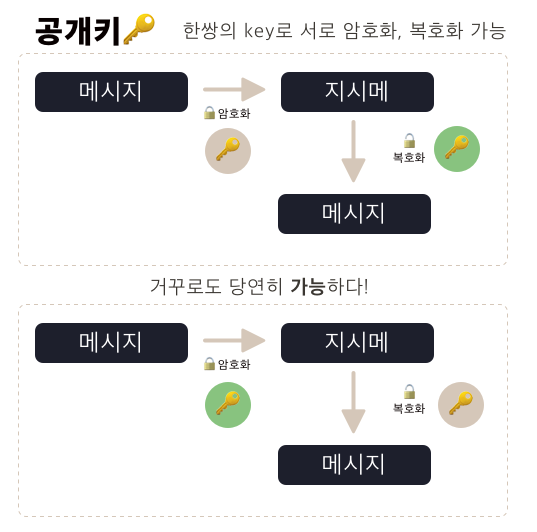 공개키🔑 한쌍의 key로 서로 암호화, 복호화 가능
메시지
지시메
🔒암호화
복호화
메시지
거꾸로도 당연히 가능하다!
메시지
지시메
🔒암호화
복호화
메시지